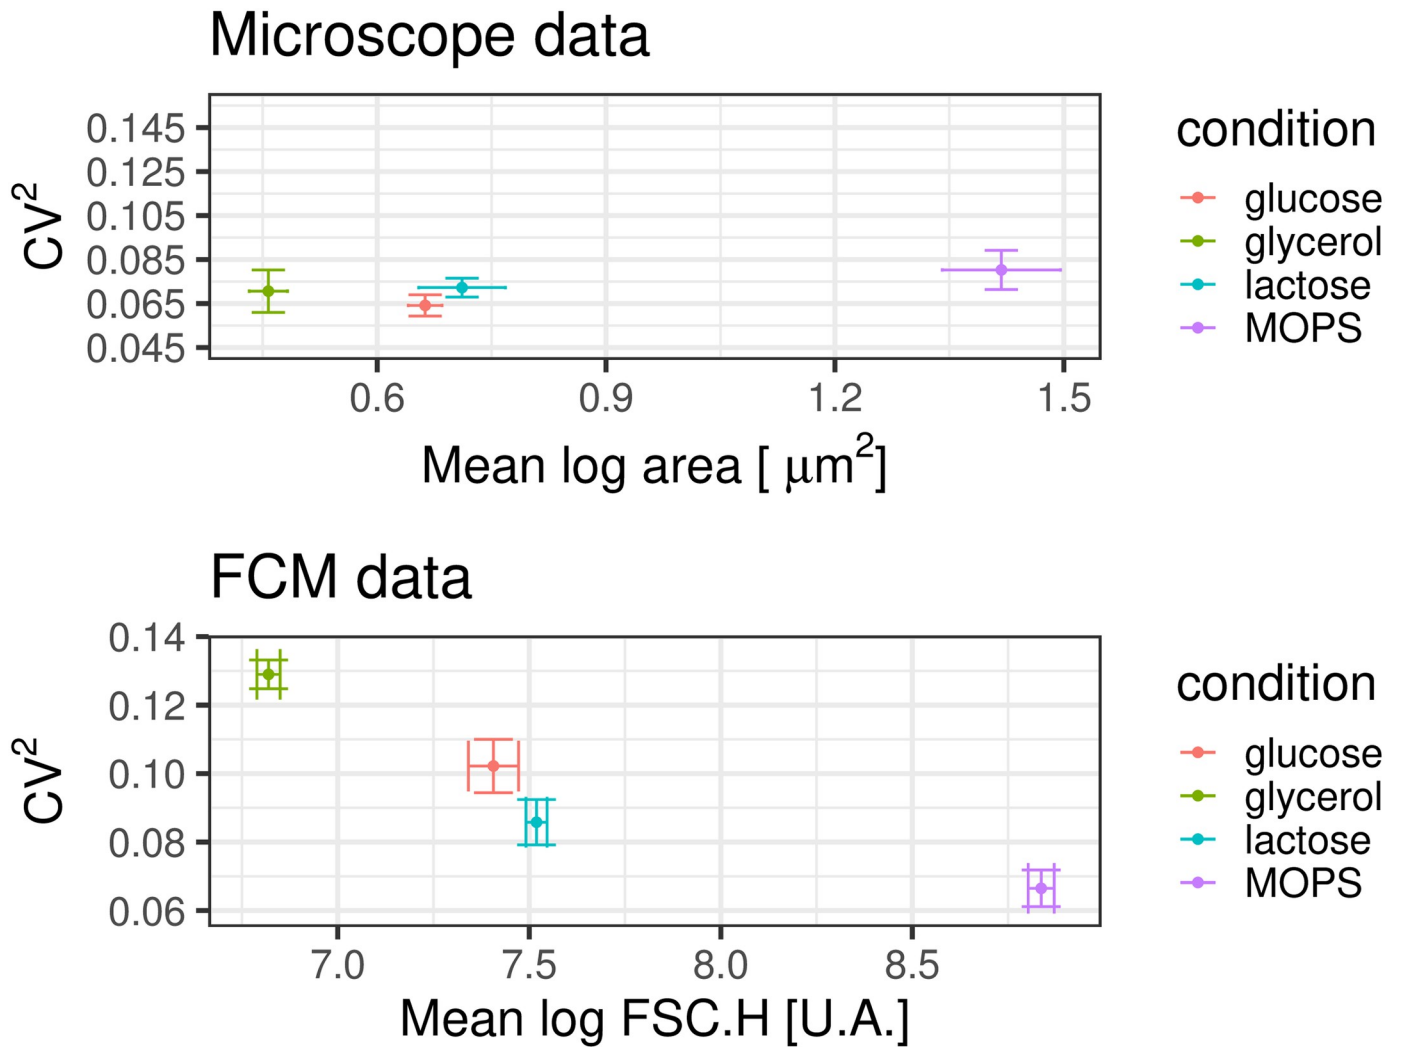 Microscope data
CV²
0.145
0.125
0.105
0.085
0.065
0.045
0.6 0.9 1.2 1.5
Mean log area [ μm²]
condition
glucose
glycerol
lactose
MOPS
FCM data
CV²
0.14
0.12
0.10
0.08
0.06
7.0 7.5 8.0 8.5
Mean log FSC.H [U.A.]
condition
glucose
glycerol
lactose
MOPS